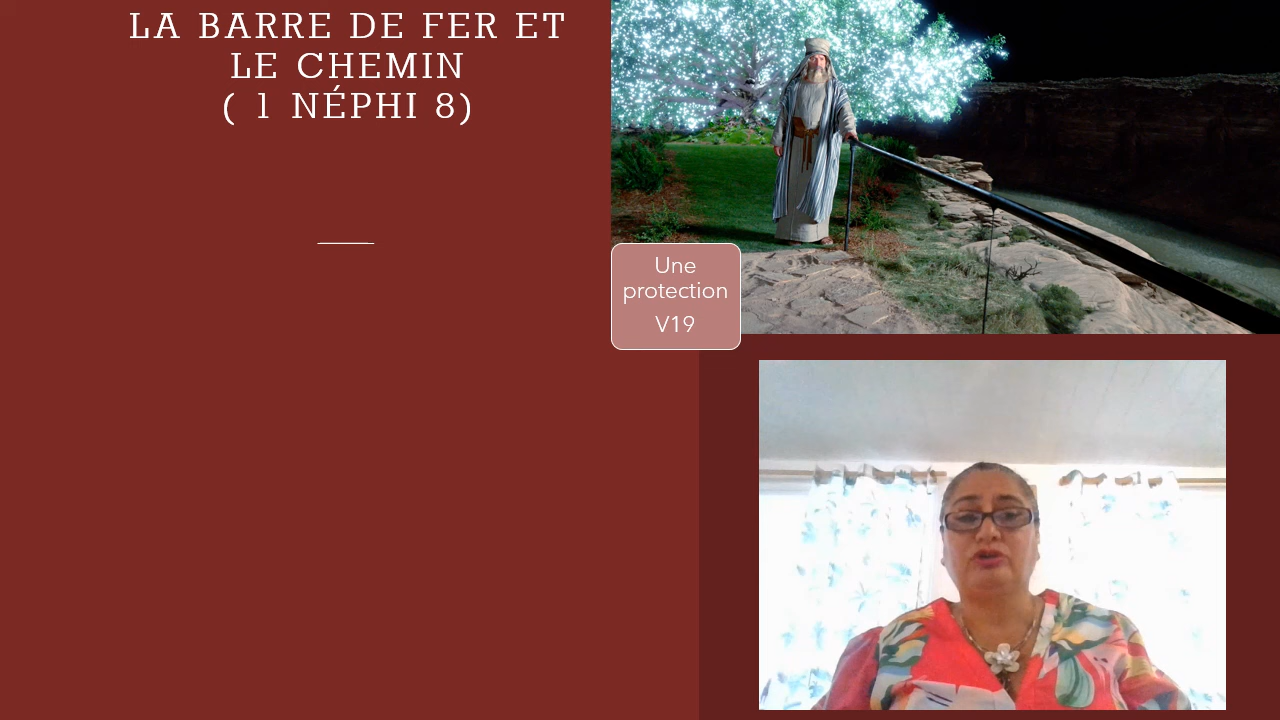 LA BARRE DE FER ET
LE CHEMIN
( 1 NÉPHI 8)
Une
protection
V19